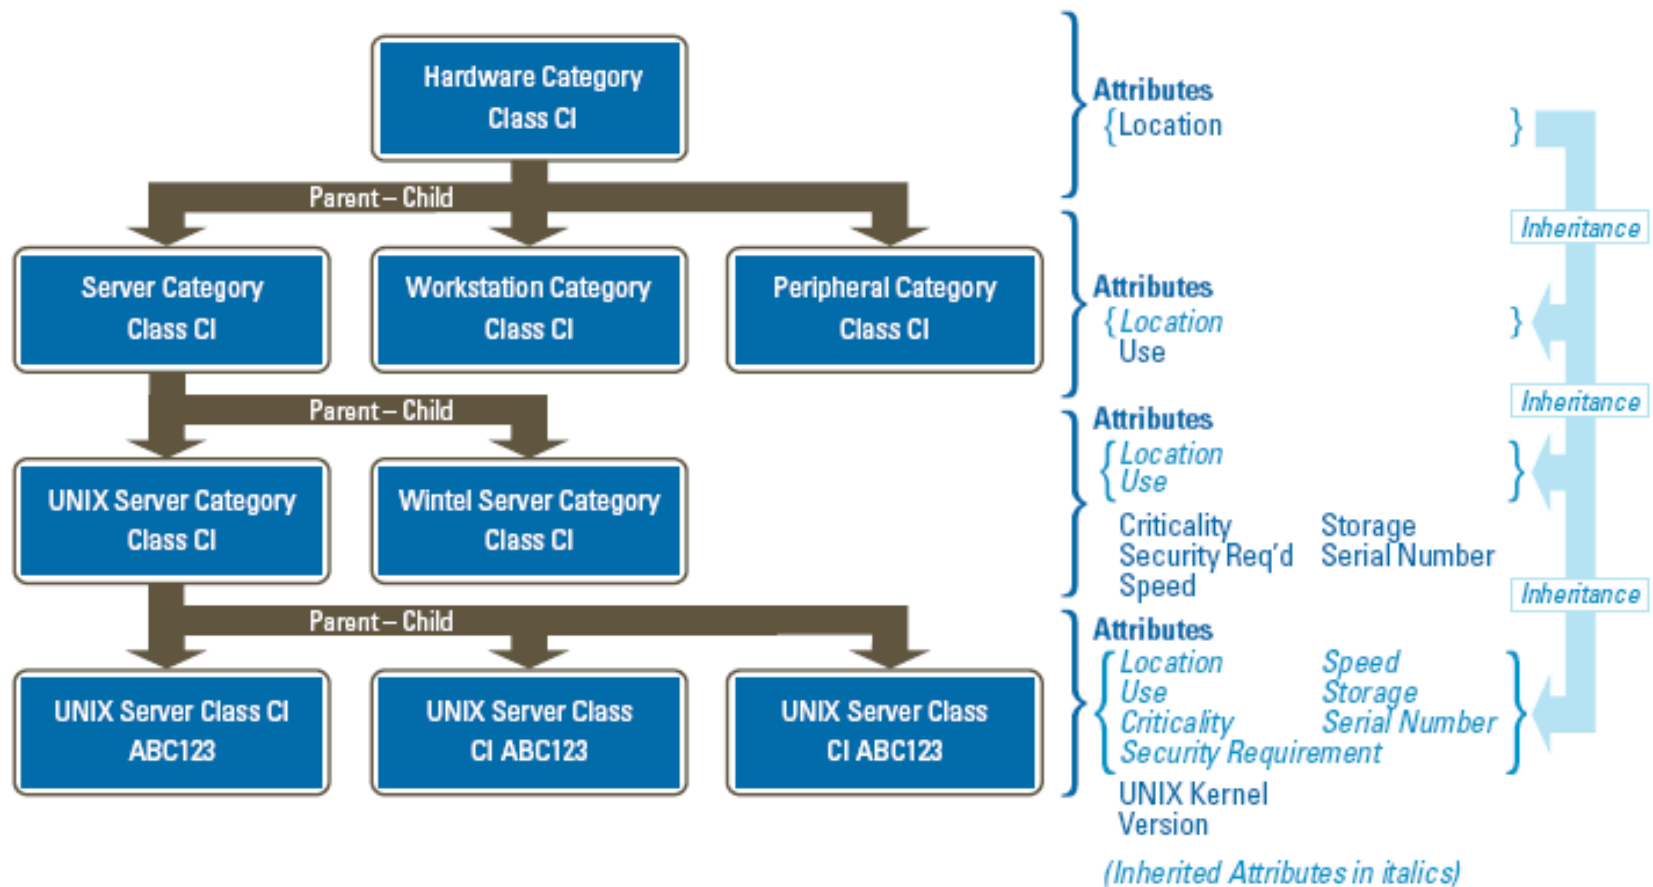 Hardware Category
Class CI
Attributes
{Location }
Parent – Child
Inheritance
Server Category
Class CI
Workstation Category
Class CI
Peripheral Category
Class CI
Attributes
{Location }
Use
Parent – Child
Inheritance
UNIX Server Category
Class CI
Wintel Server Category
Class CI
Attributes
Location
Use
Criticality Storage
Security Req'd Serial Number
Speed
Parent – Child
Inheritance
UNIX Server Class CI
ABC123
UNIX Server Class
CI ABC123
UNIX Server Class
CI ABC123
Attributes
Location Speed
Use Storage
Criticality Serial Number
Security Requirement
UNIX Kernel
Version
(Inherited Attributes in italics)